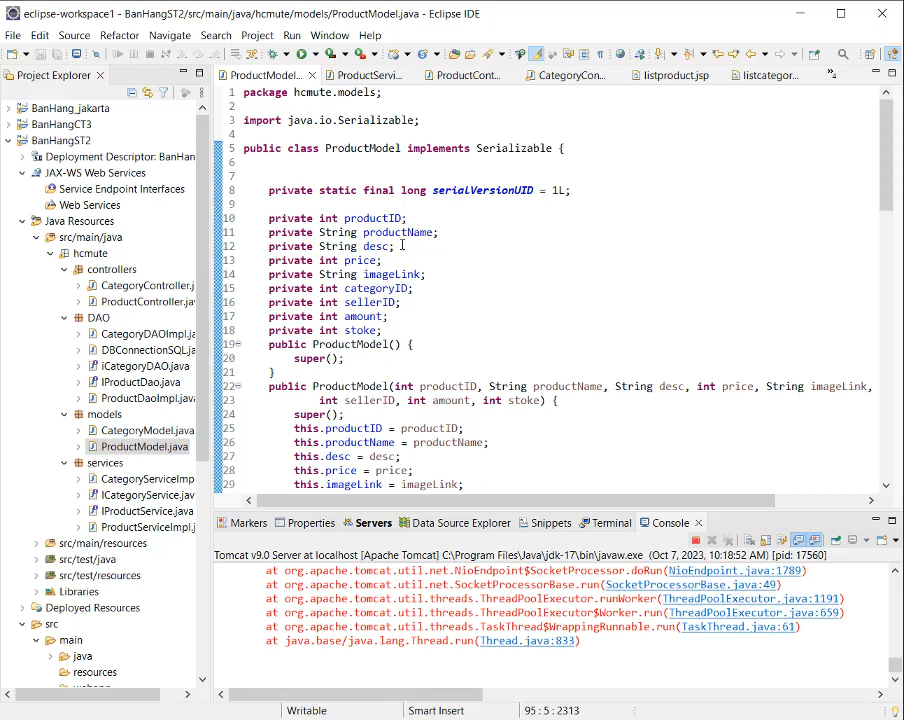 eclipse-workspace1 - BanHangST2/src/main/java/hcmute/models/ProductModel.java - Eclipse IDE
File Edit Source Refactor Navigate Search Project Run Window Help
Project Explorer
ProductModel...
ProductServi...
ProductCont...
CategoryCon...
listproduct.jsp
listcategor...
BanHang_jakarta
BanHangCT3
BanHangST2
Deployment Descriptor: BanHan
JAX-WS Web Services
Service Endpoint Interfaces
Web Services
Java Resources
src/main/java
hcmute
controllers
CategoryController.j
ProductController.ja
DAO
CategoryDAOImpl.j
DBConnectionSQL.j
iCategoryDAO.java
IProductDao.java
ProductDaoImpl.jav
models
CategoryModel.java
ProductModel.java
services
CategoryServiceImp
ICategoryService.jav
IProductService.java
ProductServiceImpl.
src/main/resources
src/test/java
src/test/resources
Libraries
Deployed Resources
src
main
java
resources
1 package hcmute.models;
2
3 import java.io.Serializable;
4
5 public class ProductModel implements Serializable {
6
7
8 private static final long serialVersionUID = 1L;
9
10 private int productID;
11 private String productName;
12 private String desc;
13 private int price;
14 private String imageLink;
15 private int categoryID;
16 private int sellerID;
17 private int amount;
18 private int stoke;
19 public ProductModel() {
20 super();
21 }
22 public ProductModel(int productID, String productName, String desc, int price, String imageLink,
23 int sellerID, int amount, int stoke) {
24 super();
25 this.productID = productID;
26 this.productName = productName;
27 this.desc = desc;
28 this.price = price;
29 this.imageLink = imageLink;
Markers Properties Servers Data Source Explorer Snippets Terminal Console
Tomcat v9.0 Server at localhost [Apache Tomcat] C:\Program Files\Java\jdk-17\bin\javaw.exe (Oct 7, 2023, 10:18:52 AM) [pid: 17560]
at org.apache.tomcat.util.net.NioEndpoint$SocketProcessor.doRun(NioEndpoint.java:1789)
at org.apache.tomcat.util.net.SocketProcessorBase.run(SocketProcessorBase.java:49)
at org.apache.tomcat.util.threads.ThreadPoolExecutor.runWorker(ThreadPoolExecutor.java:1191)
at org.apache.tomcat.util.threads.ThreadPoolExecutor$Worker.run(ThreadPoolExecutor.java:659)
at org.apache.tomcat.util.threads.TaskThread$WrappingRunnable.run(TaskThread.java:61)
at java.base/java.lang.Thread.run(Thread.java:833)
Writable
Smart Insert
95 : 5 : 2313